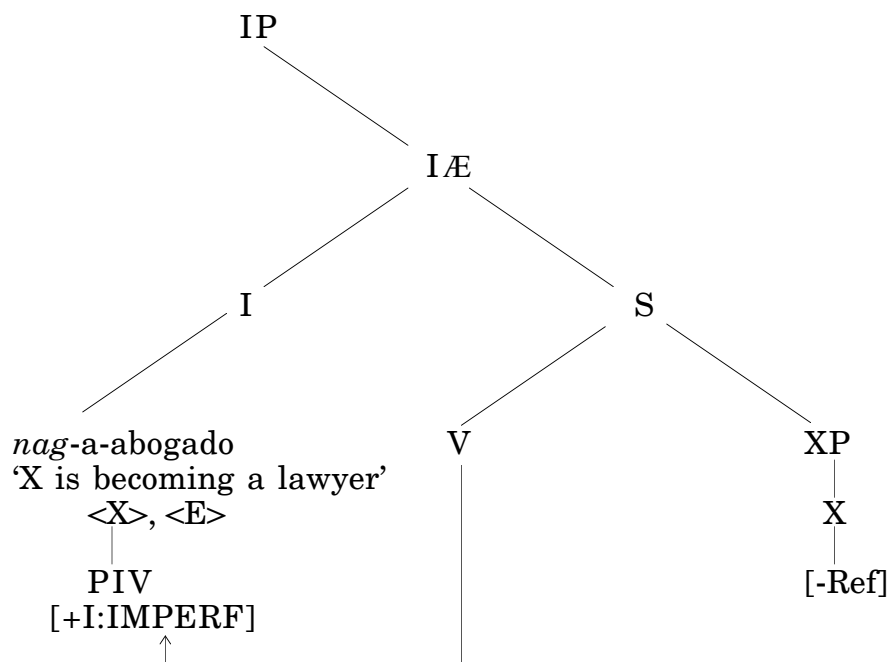 IP
IÆ
I S
nag-a-abogado V XP
‘X is becoming a lawyer’
<X>, <E> X
PIV [-Ref]
[+I:IMPERF]